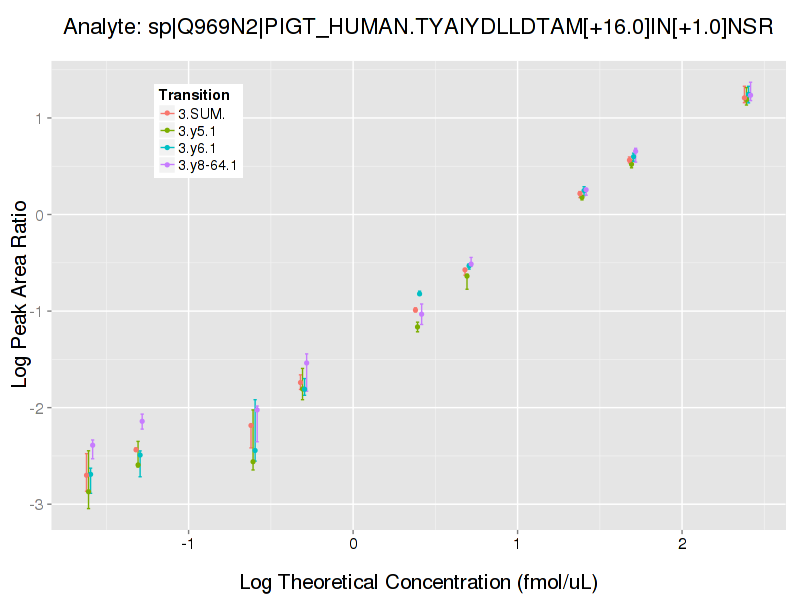 Analyte: sp|Q969N2|PIGT_HUMAN.TYAIYDLLDTAM[+16.0]IN[+1.0]NSR
Transition
3.SUM.
3.y5.1
3.y6.1
3.y8-64.1
Log Peak Area Ratio
1
0
-1
-2
-3
-1 0 1 2
Log Theoretical Concentration (fmol/uL)